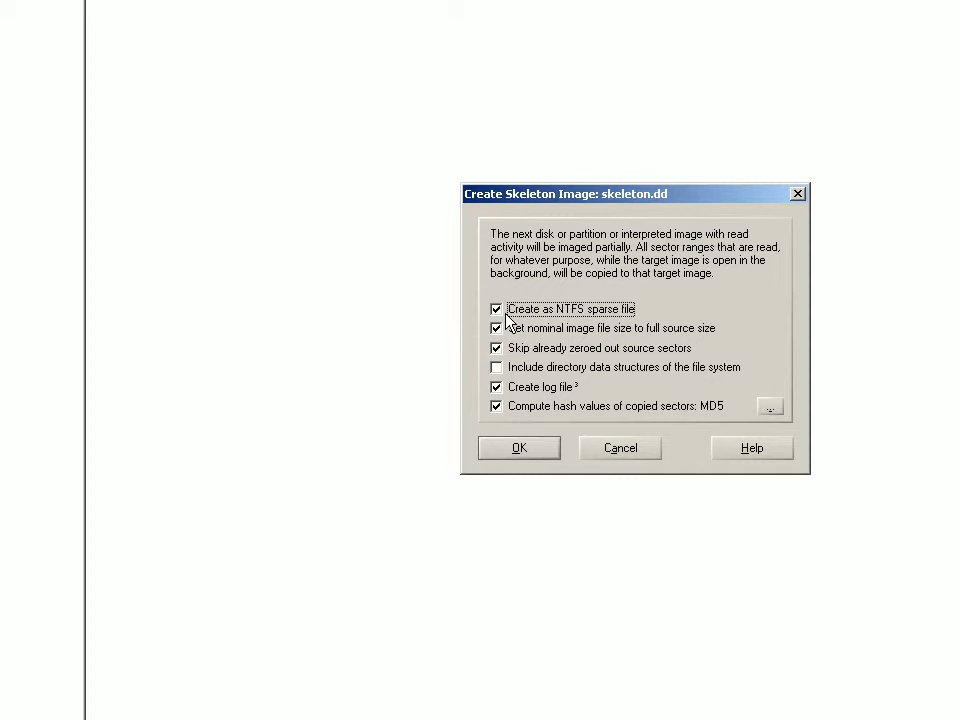 Create Skeleton Image: skeleton.dd
The next disk or partition or interpreted image with read
activity will be imaged partially. All sector ranges that are read,
for whatever purpose, while the target image is open in the
background, will be copied to that target image.
Create as NTFS sparse file
et nominal image file size to full source size
Skip already zeroed out source sectors
Include directory data structures of the file system
Create log file³
Compute hash values of copied sectors: MD5
...
OK
Cancel
Help